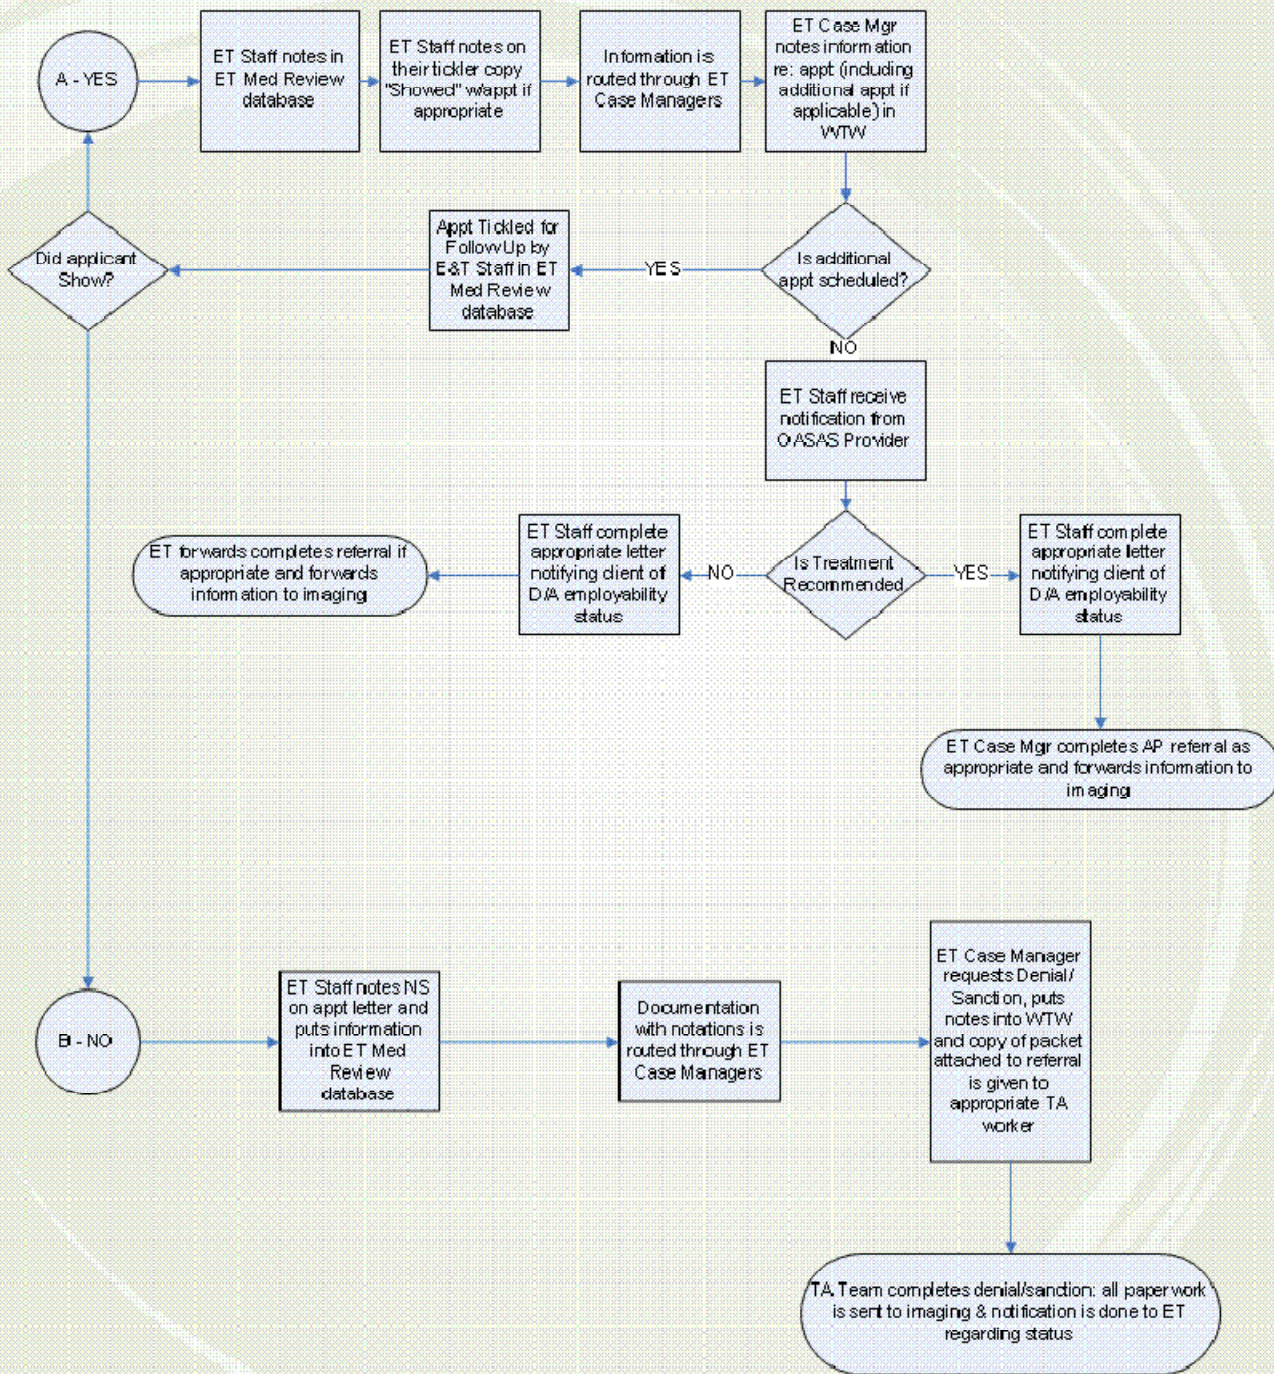 A - YES
ET Staff notes in
ET Med Review
database
ET Staff notes on
their tickler copy
"Showed" w/appt if
appropriate
Information is
routed through ET
Case Managers
ET Case Mgr
notes information
re: appt (including
additional appt if
applicable) in
WTW
Did applicant
Show?
Appt Tickled for
FollowUp by
E&T Staff in ET
Med Review
database
YES
Is additional
appt scheduled?
NO
ET Staff receive
notification from
OASAS Provider
ET forwards completes referral if
appropriate and forwards
information to imaging
ET Staff complete
appropriate letter
notifying client of
D/A employability
status
NO
Is Treatment
Recommended
YES
ET Staff complete
appropriate letter
notifying client of
D/A employability
status
ET Case Mgr completes AP referral as
appropriate and forwards information to
imaging
B - NO
ET Staff notes NS
on appt letter and
puts information
into ET Med
Review
database
Documentation
with notations is
routed through ET
Case Managers
ET Case Manager
requests Denial/
Sanction, puts
notes into WTW
and copy of packet
attached to referral
is given to
appropriate TA
worker
TA Team completes denial/sanction: all paperwork
is sent to imaging & notification is done to ET
regarding status